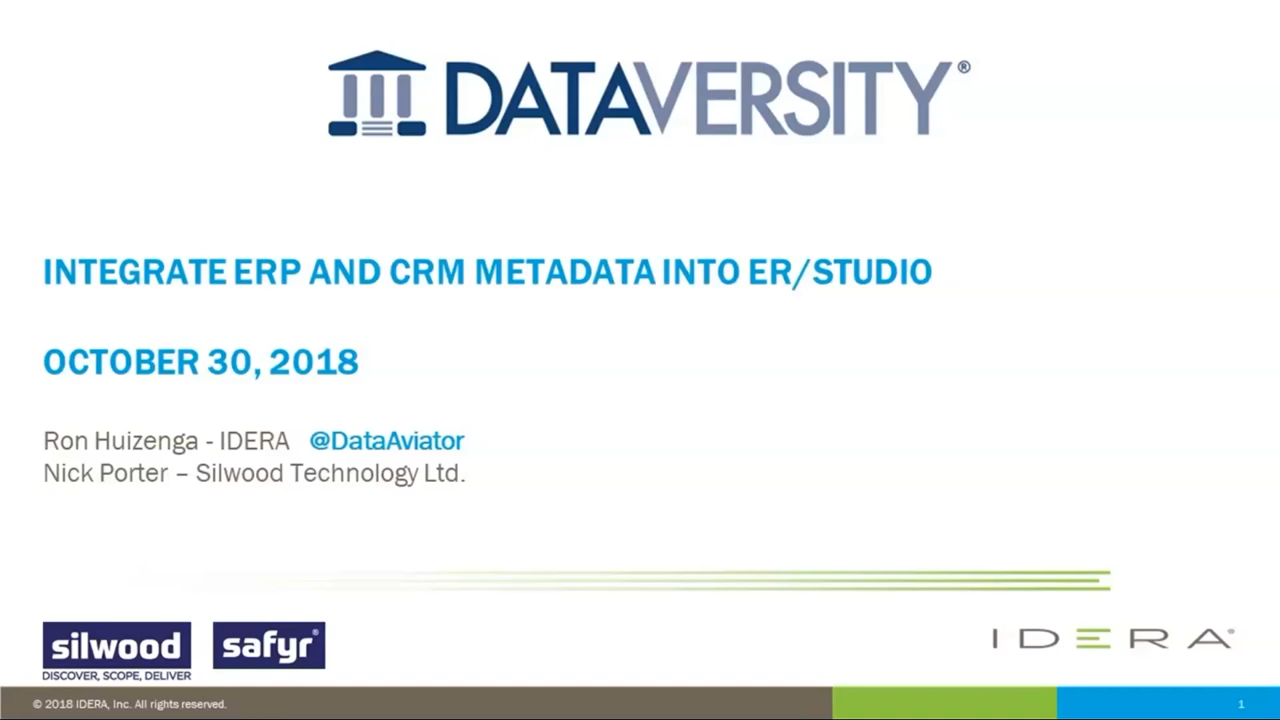 DATAVERSITY®
INTEGRATE ERP AND CRM METADATA INTO ER/STUDIO
OCTOBER 30, 2018
Ron Huizenga - IDERA @DataAviator
Nick Porter – Silwood Technology Ltd.
silwood safyr®
DISCOVER, SCOPE, DELIVER
IDERA®
© 2018 IDERA, Inc. All rights reserved.
1